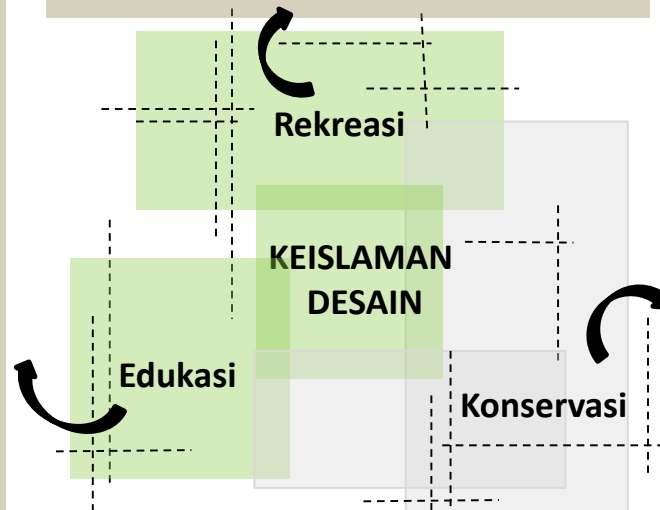 Rekreasi
KEISLAMAN
DESAIN
Edukasi
Konservasi